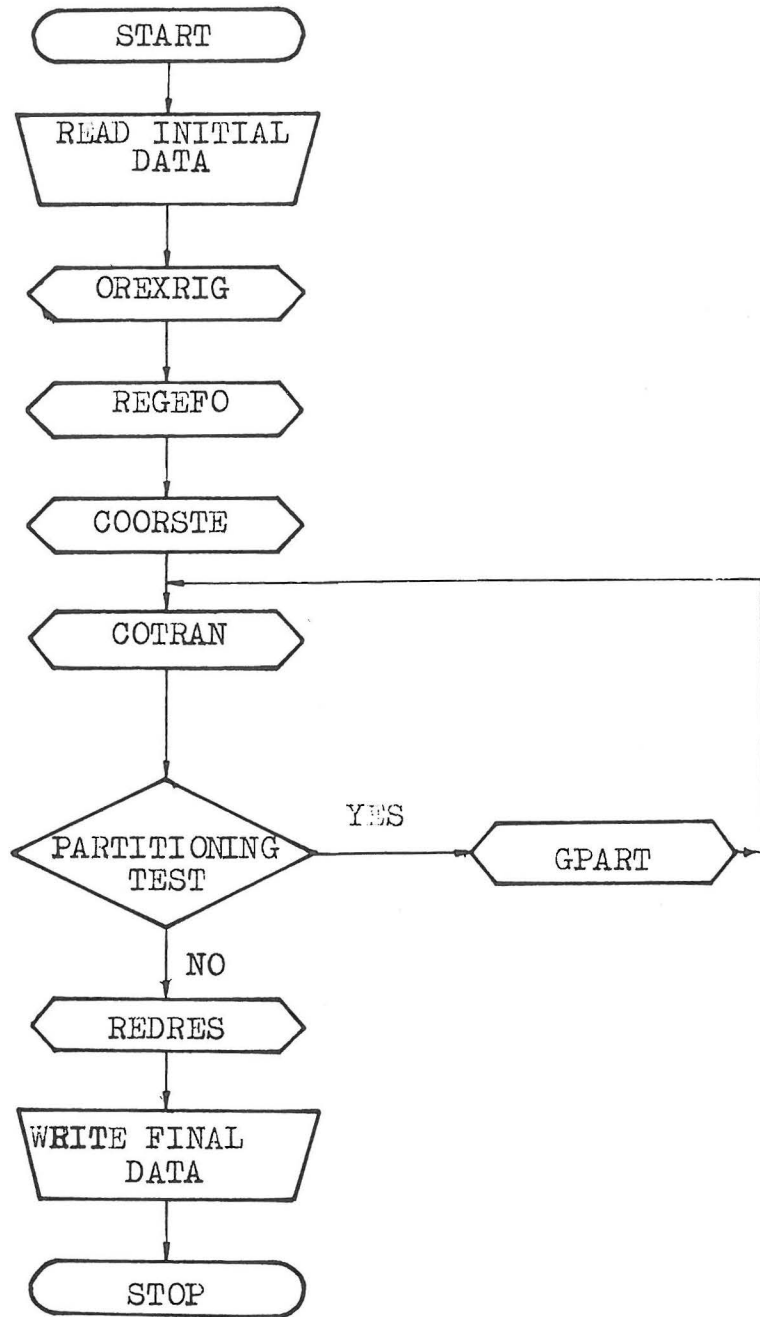 START
READ INITIAL
DATA
OREXRIG
REGEFO
COORSTE
COTRAN
PARTITIONING
TEST
YES
GPART
NO
REDRES
WRITE FINAL
DATA
STOP